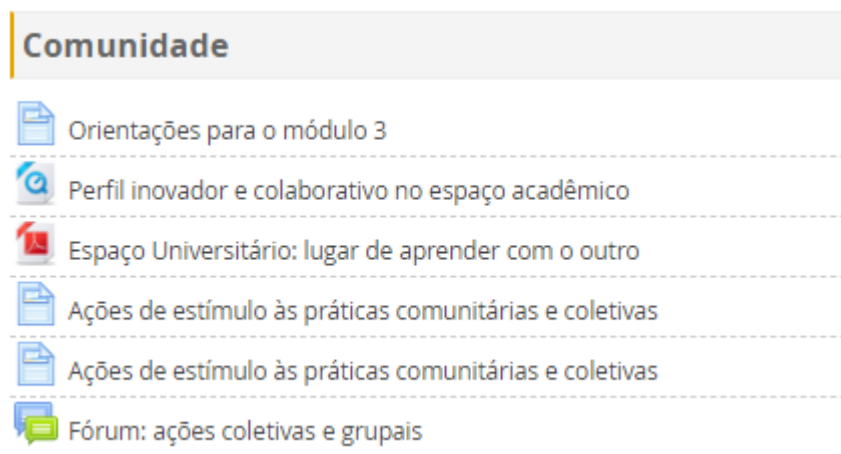 Comunidade
Orientações para o módulo 3
Perfil inovador e colaborativo no espaço acadêmico
Espaço Universitário: lugar de aprender com o outro
Ações de estímulo às práticas comunitárias e coletivas
Ações de estímulo às práticas comunitárias e coletivas
Fórum: ações coletivas e grupais